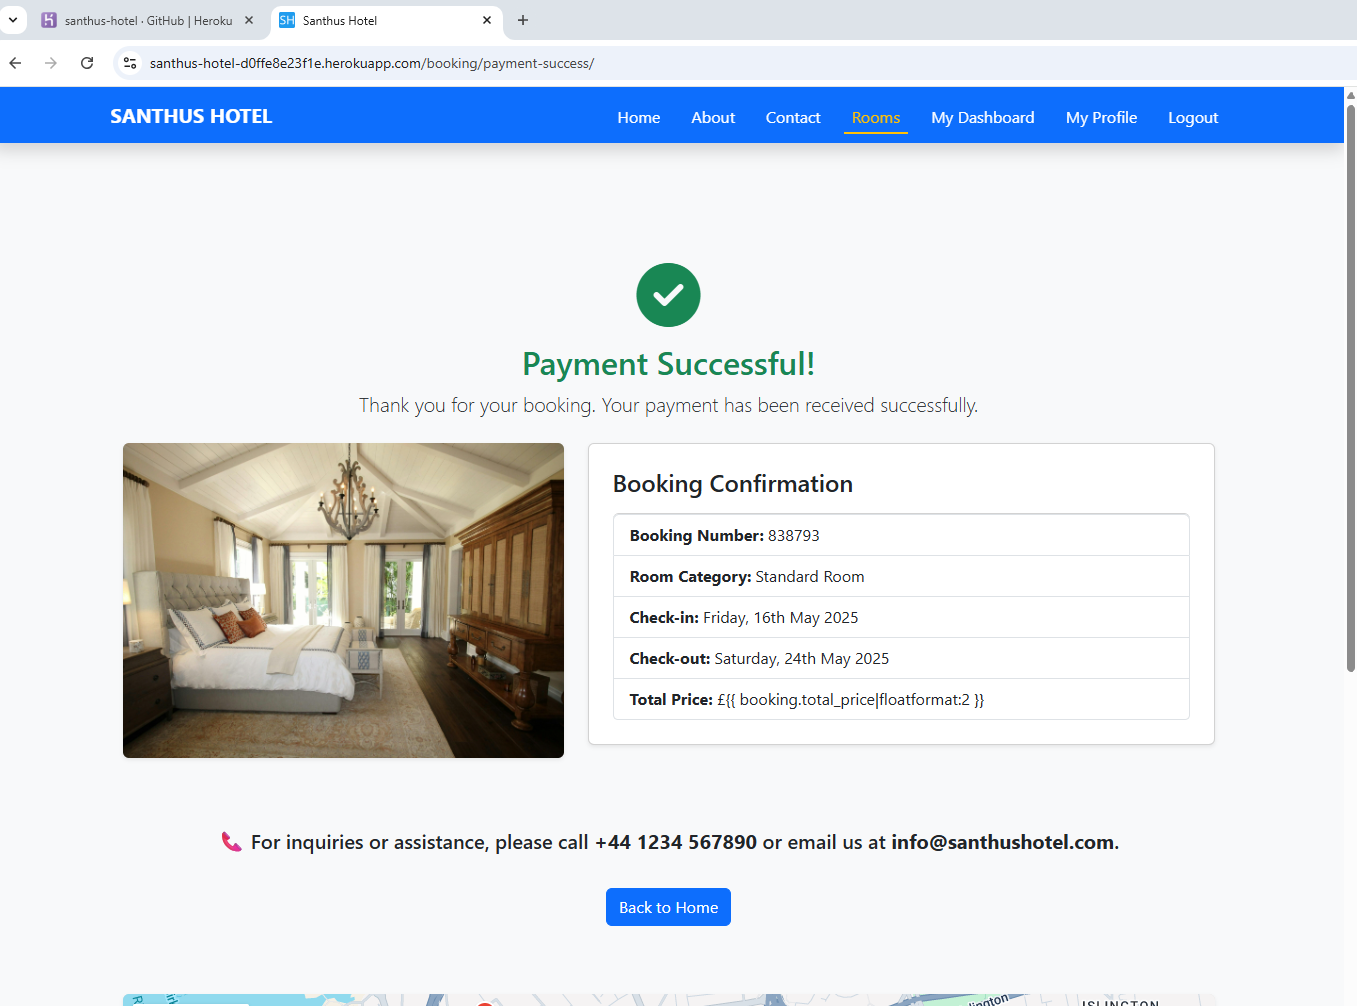 santhus-hotel · GitHub | Heroku
SH Santhus Hotel
santhus-hotel-d0ffe8e23f1e.herokuapp.com/booking/payment-success/
SANTHUS HOTEL Home About Contact Rooms My Dashboard My Profile Logout
Payment Successful!
Thank you for your booking. Your payment has been received successfully.
Booking Confirmation
Booking Number: 838793
Room Category: Standard Room
Check-in: Friday, 16th May 2025
Check-out: Saturday, 24th May 2025
Total Price: £{{ booking.total_price|floatformat:2 }}
For inquiries or assistance, please call +44 1234 567890 or email us at info@santhushotel.com.
Back to Home
ISLINGTON